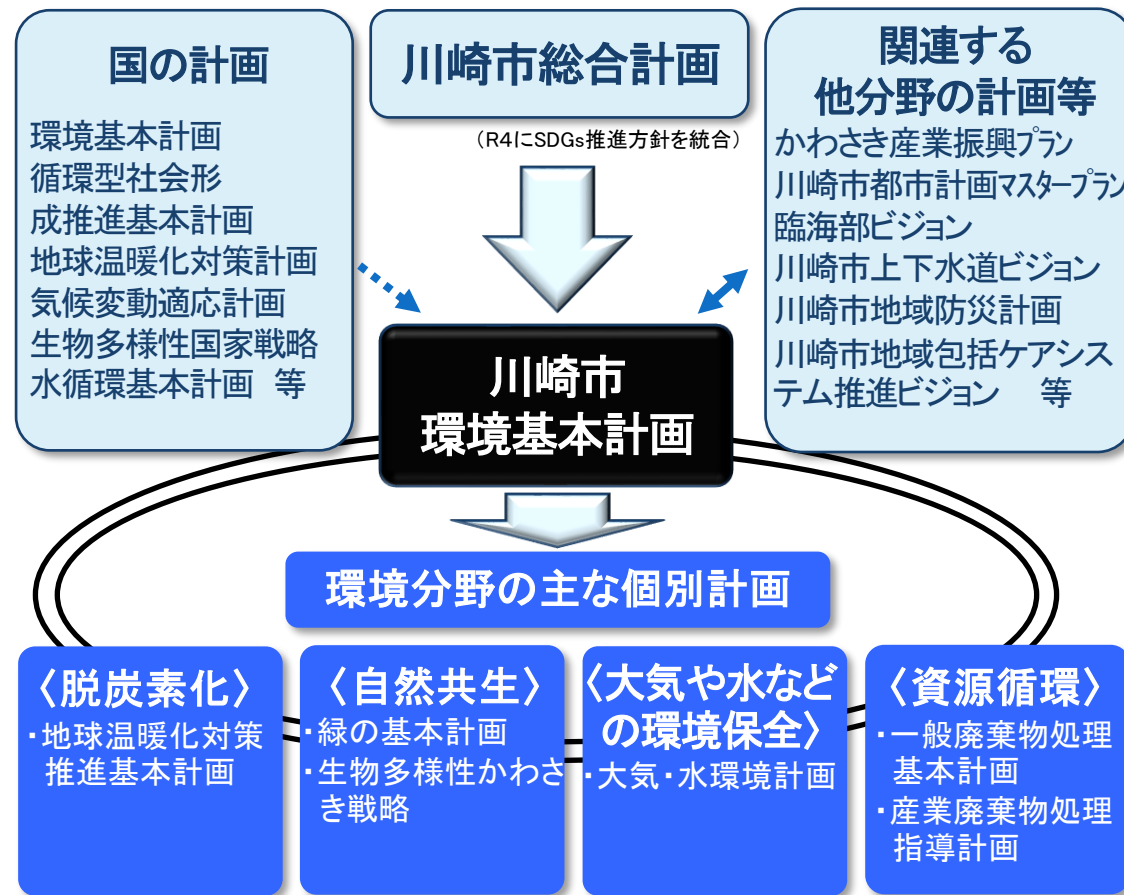 国の計画
環境基本計画
循環型社会形
成推進基本計画
地球温暖化対策計画
気候変動適応計画
生物多様性国家戦略
水循環基本計画　等
川崎市総合計画
（R4にSDGs推進方針を統合）
関連する
他分野の計画等
かわさき産業振興プラン
川崎市都市計画マスタープラン
臨海部ビジョン
川崎市上下水道ビジョン
川崎市地域防災計画
川崎市地域包括ケアシス
テム推進ビジョン　等
川崎市
環境基本計画
環境分野の主な個別計画
〈脱炭素化〉
・地球温暖化対策
推進基本計画
〈自然共生〉
・緑の基本計画
・生物多様性かわさ
き戦略
〈大気や水など
の環境保全〉
・大気・水環境計画
〈資源循環〉
・一般廃棄物処理
基本計画
・産業廃棄物処理
指導計画